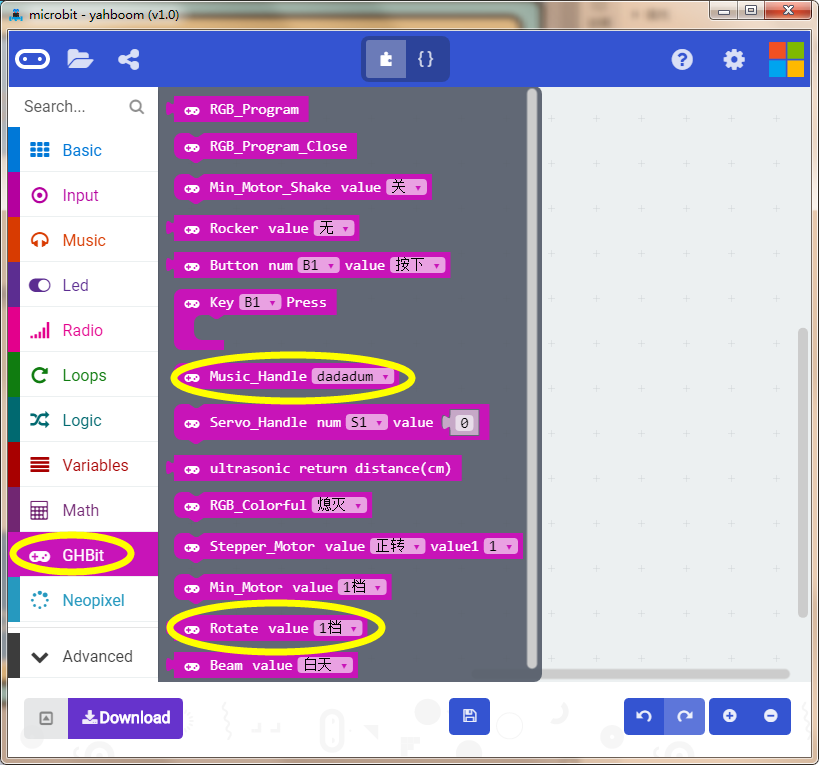 microbit - yahboom (v1.0)
{ }
Search...
Basic
Input
Music
Led
Radio
Loops
Logic
Variables
Math
GHBit
Neopixel
Advanced
RGB_Program
RGB_Program_Close
Min_Motor_Shake value 关
Rocker value 无
Button num B1 value 按下
Key B1 Press
Music_Handle dadadum
Servo_Handle num S1 value 0
ultrasonic return distance(cm)
RGB_Colorful 熄灭
Stepper_Motor value 正转 value1 1
Min_Motor value 1档
Rotate value 1档
Beam value 白天
Download